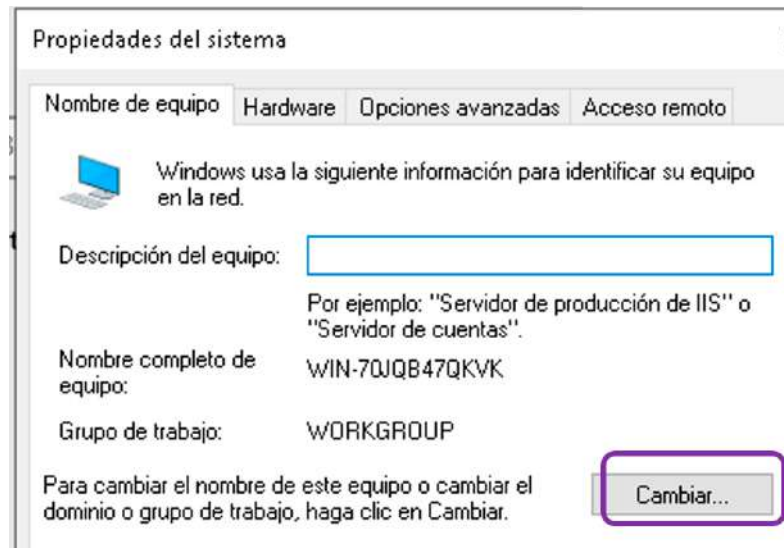 Propiedades del sistema
Nombre de equipo Hardware Opciones avanzadas Acceso remoto
Windows usa la siguiente información para identificar su equipo
en la red.
Descripción del equipo:
Por ejemplo: "Servidor de producción de IIS" o
"Servidor de cuentas".
Nombre completo de
equipo:
WIN-70JQB47QKVK
Grupo de trabajo:
WORKGROUP
Para cambiar el nombre de este equipo o cambiar el
dominio o grupo de trabajo, haga clic en Cambiar.
Cambiar...